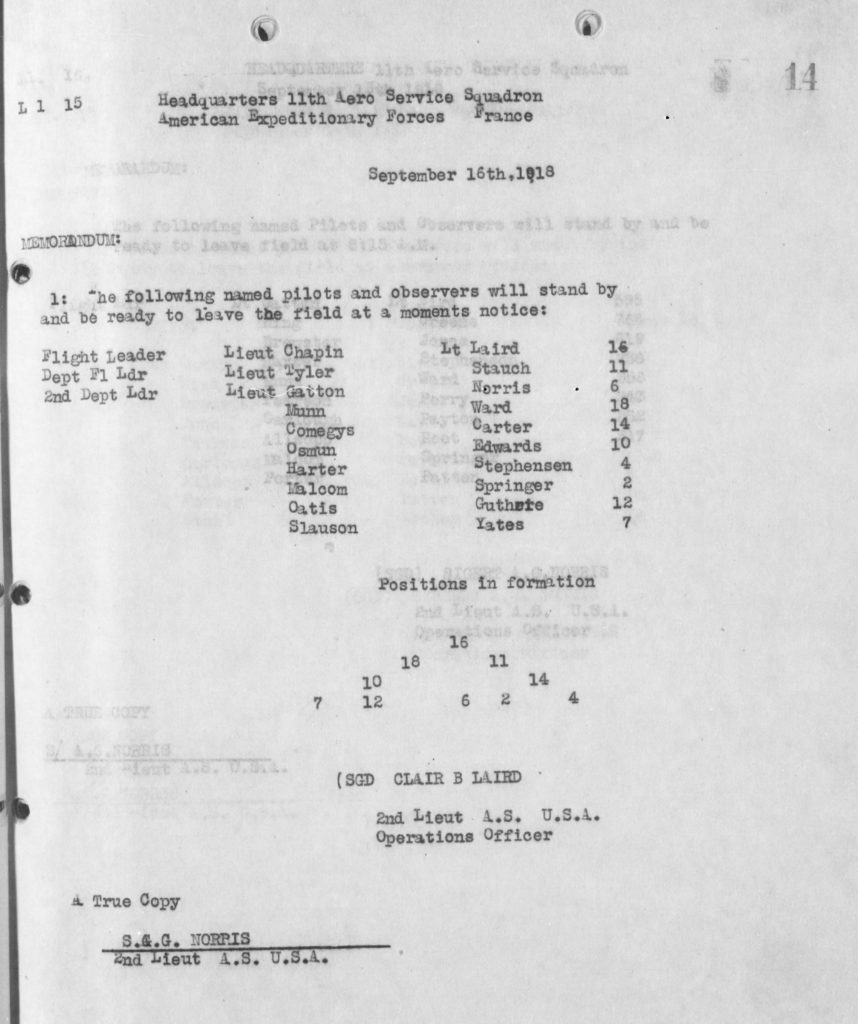 14
L 1 15 Headquarters 11th Aero Service Squadron
American Expeditionary Forces France
September 16th,1918
MEMORANDUM:
1: The following named pilots and observers will stand by
and be ready to leave the field at a moments notice:
Flight Leader Lieut Chapin Lt Laird 16
Dept Fl Ldr Lieut Tyler Stauch 11
2nd Dept Ldr Lieut Gatton Norris 6
Munn Ward 18
Comegys Carter 14
Osmun Edwards 10
Harter Stephensen 4
Malcom Springer 2
Oatis Guthrie 12
Slauson Yates 7
Positions in formation
16
18 11
10 14
7 12 6 2 4
(SGD CLAIR B LAIRD
2nd Lieut A.S. U.S.A.
Operations Officer
A True Copy
S.&.G. NORRIS
2nd Lieut A.S. U.S.A.